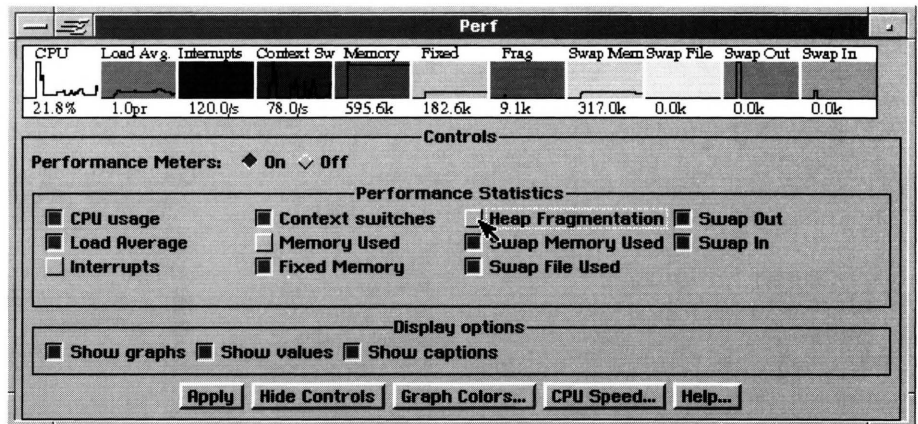 Perf
CPU Load Avg. Interrupts Context Sw Memory Fixed Frag Swap Mem Swap File Swap Out Swap In
21.8% 1.0pr 120.0/s 78.0/s 595.6k 182.6k 9.1k 317.0k 0.0k 0.0k 0.0k
Controls
Performance Meters: On Off
Performance Statistics
CPU usage Context switches Heap Fragmentation Swap Out
Load Average Memory Used Swap Memory Used Swap In
Interrupts Fixed Memory Swap File Used
Display options
Show graphs Show values Show captions
Apply Hide Controls Graph Colors... CPU Speed... Help...